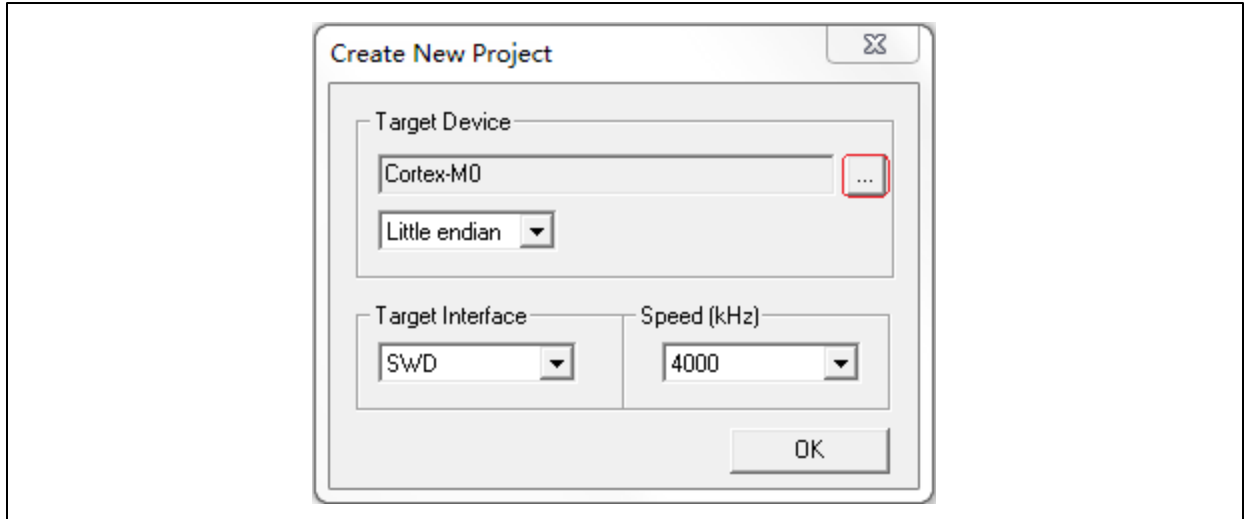 Create New Project
Target Device
Cortex-M0
...
Little endian
Target Interface
Speed (kHz)
SWD
4000
OK